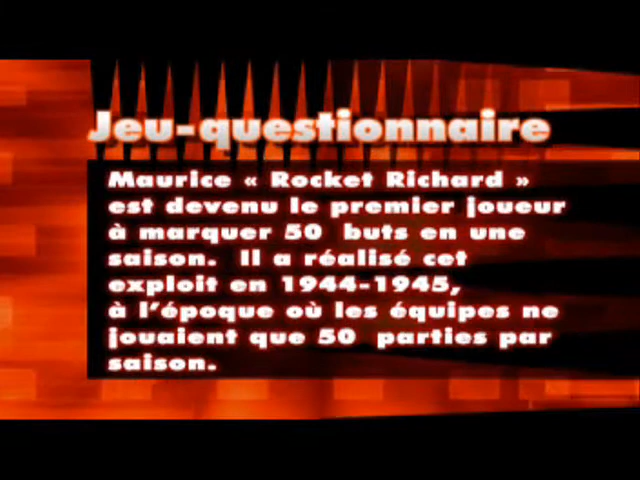 Jeu-questionnaire
Maurice « Rocket Richard »
est devenu le premier joueur
à marquer 50 buts en une
saison. Il a réalisé cet
exploit en 1944-1945,
à l'époque où les équipes ne
jouaient que 50 parties par
saison.